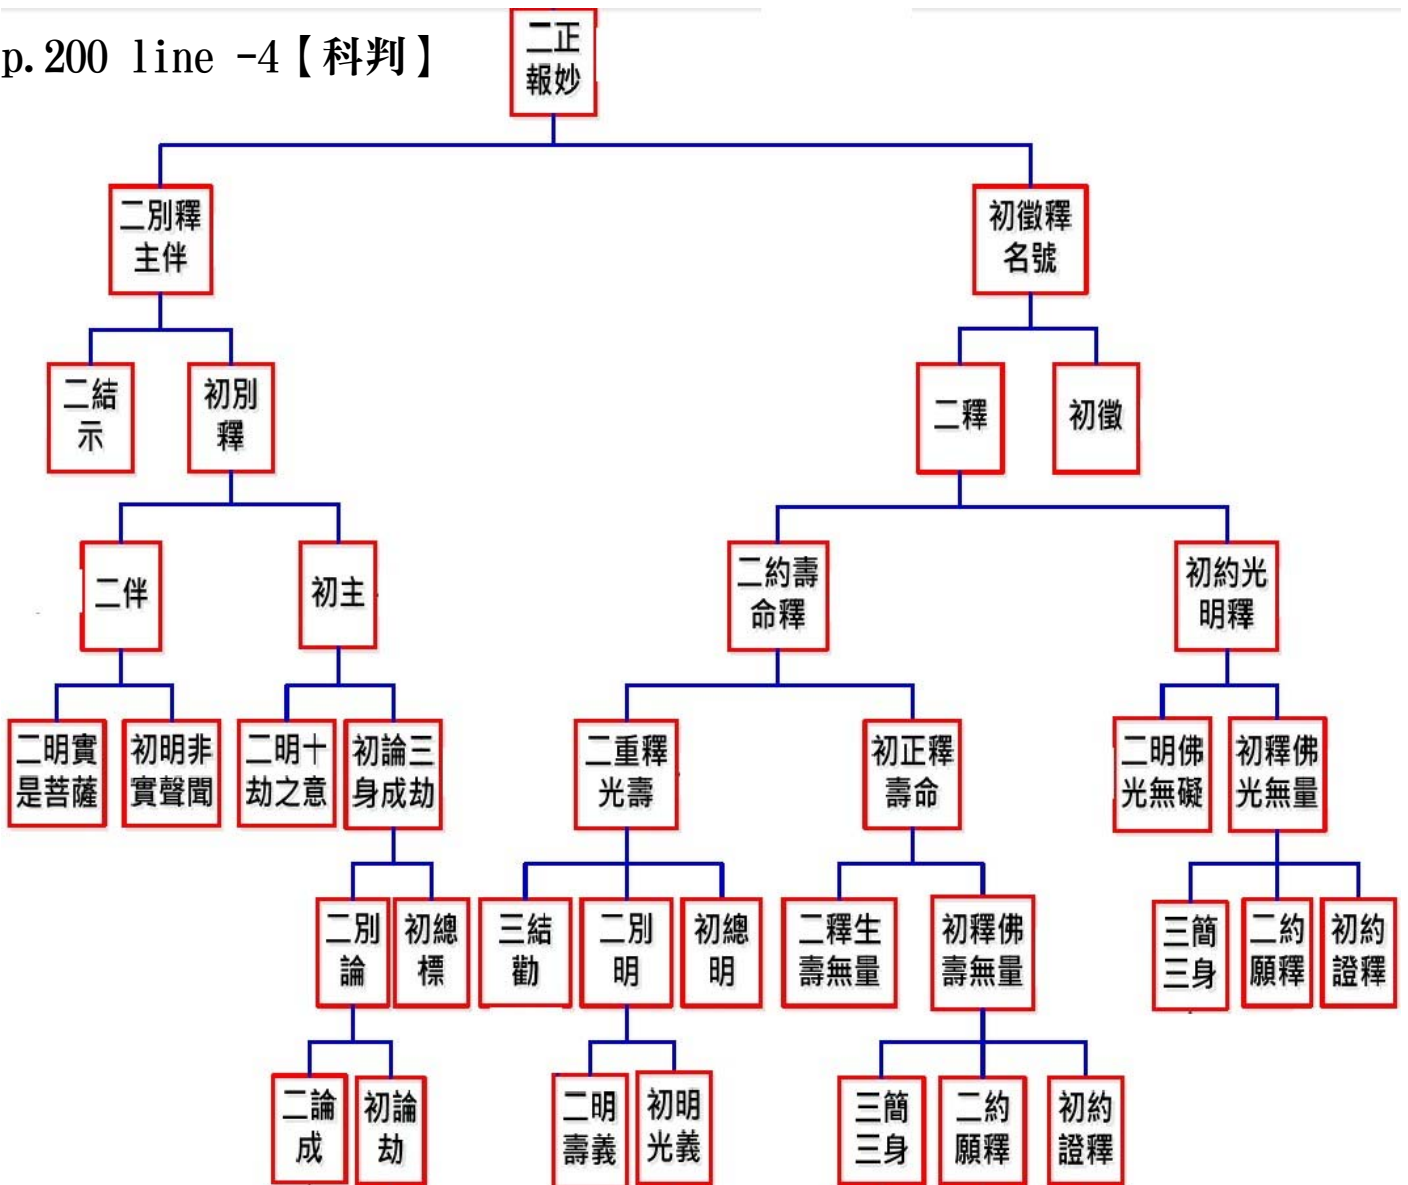 p.200 line -4【科判】
二正
報妙
二別釋
主伴
初徵釋
名號
二結
示
初別
釋
二釋
初徵
二伴
初主
二約壽
命釋
初約光
明釋
二明實
是菩薩
初明非
實聲聞
二明十
劫之意
初論三
身成劫
二重釋
光壽
初正釋
壽命
二明佛
光無礙
初釋佛
光無量
二別
論
初總
標
三結
勸
二別
明
初總
明
二釋生
壽無量
初釋佛
壽無量
三簡
三身
二約
願釋
初約
證釋
二論
成
初論
劫
二明
壽義
初明
光義
三簡
三身
二約
願釋
初約
證釋